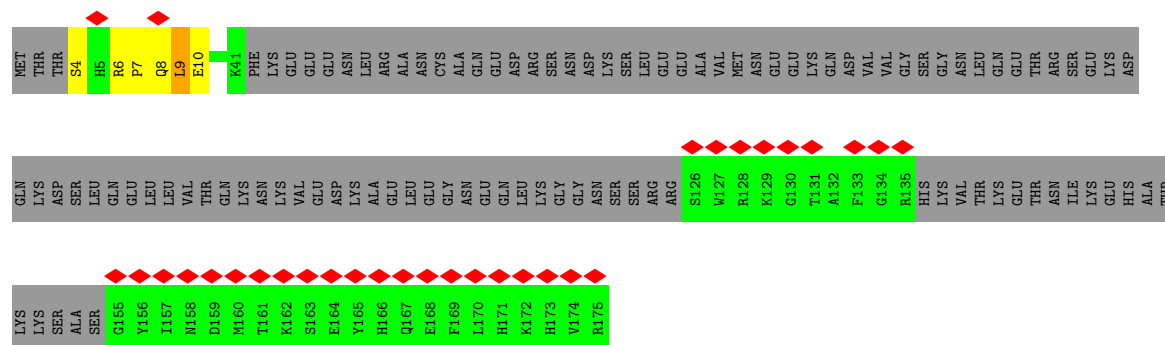 MET THR THR S4 H5 R6 P7 Q8 L9 E10 K41 PHE LYS GLU GLU GLU ASN LEU ARG ALA ASN CYS ALA GLN GLU ASP ARG SER ASN ASP LYS SER LEU GLU GLU ALA VAL MET ASN GLU GLU LYS GLN ASP VAL VAL GLY SER GLY ASN LEU GLN GLU THR ARG SER GLU LYS ASP
GLN LYS ASP SER LEU GLN GLU LEU LEU VAL THR GLN LYS ASN LYS VAL GLU ASP LYS ALA GLU LEU GLU GLY ASN GLU GLN LEU LYS GLY GLY ASN SER SER ARG ARG S126 W127 R128 K129 G130 T131 A132 F133 G134 R135 HIS LYS VAL THR LYS GLU THR ASN ILE LYS GLU HIS ALA THR
LYS LYS SER ALA SER G155 Y156 I157 N158 D159 M160 T161 K162 S163 E164 Y165 H166 Q167 E168 F169 L170 H171 K172 H173 V174 R175